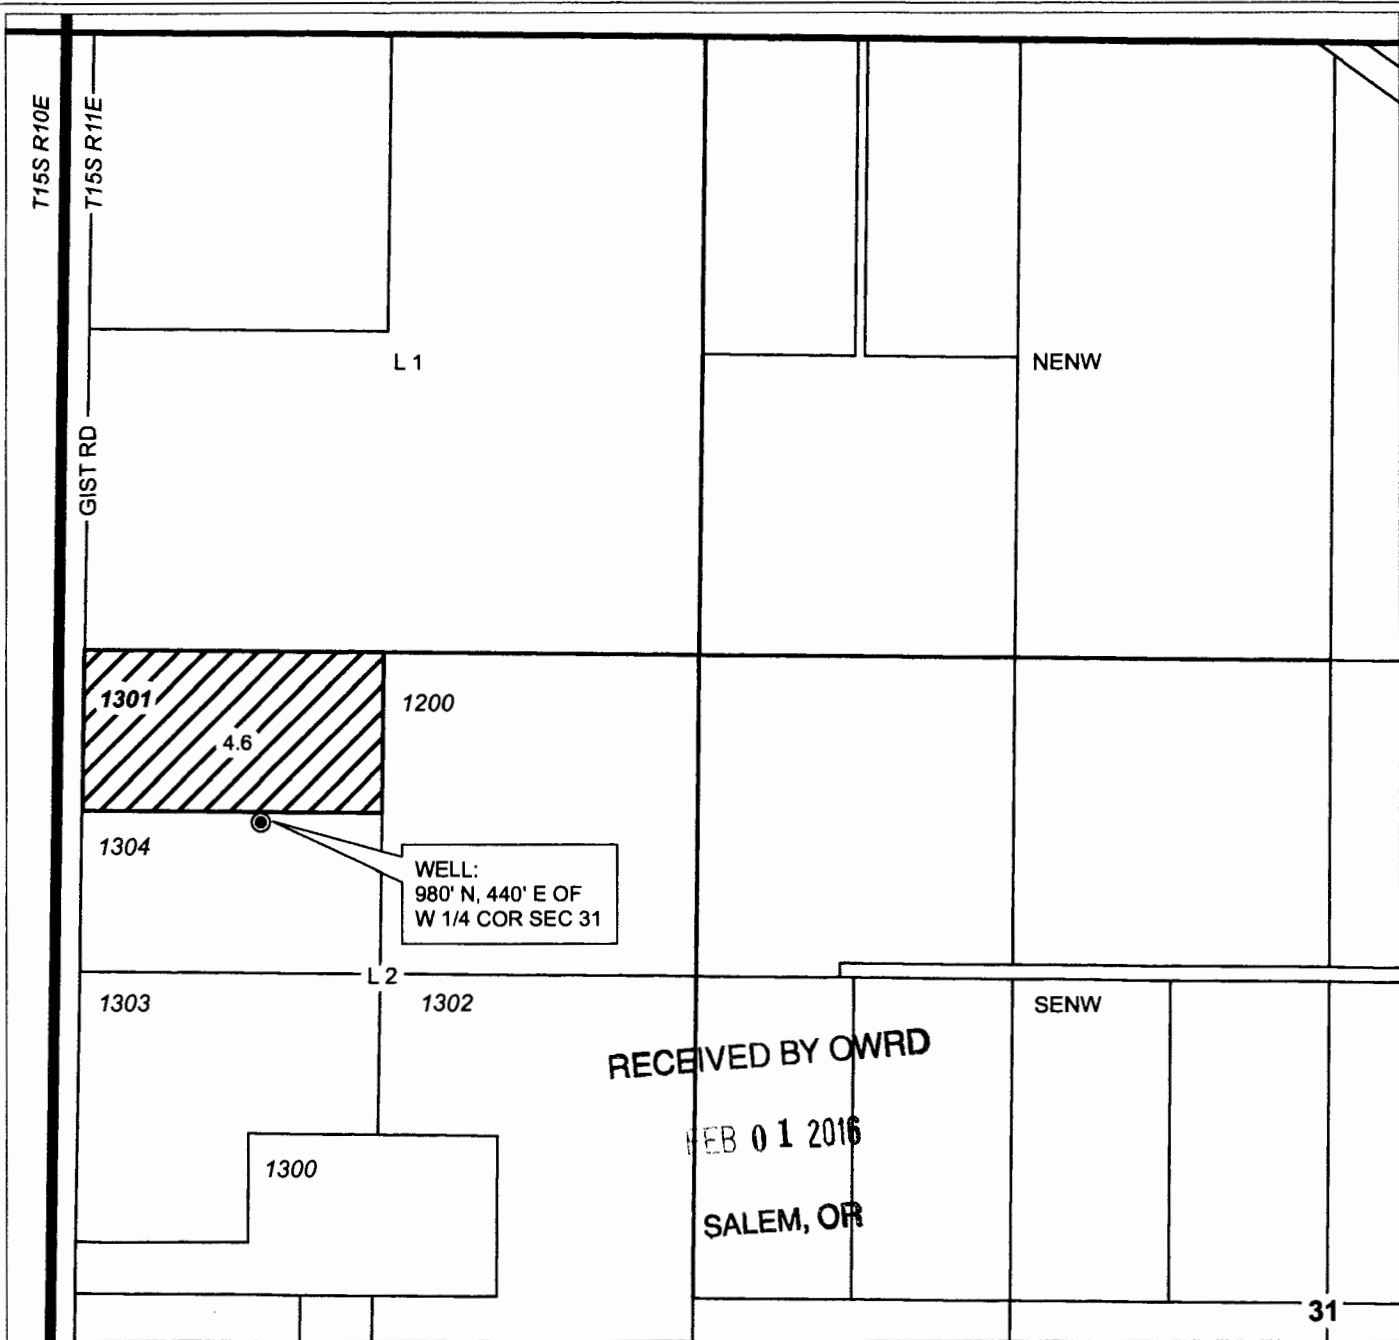 T15S R10E
T15S R11E
L 1
NENW
GIST RD
1301
1200
4.6
1304
WELL:
980' N, 440' E OF
W 1/4 COR SEC 31
L 2
1303
1302
SENW
RECEIVED BY OWRD
FEB 01 2016
1300
SALEM, OR
31